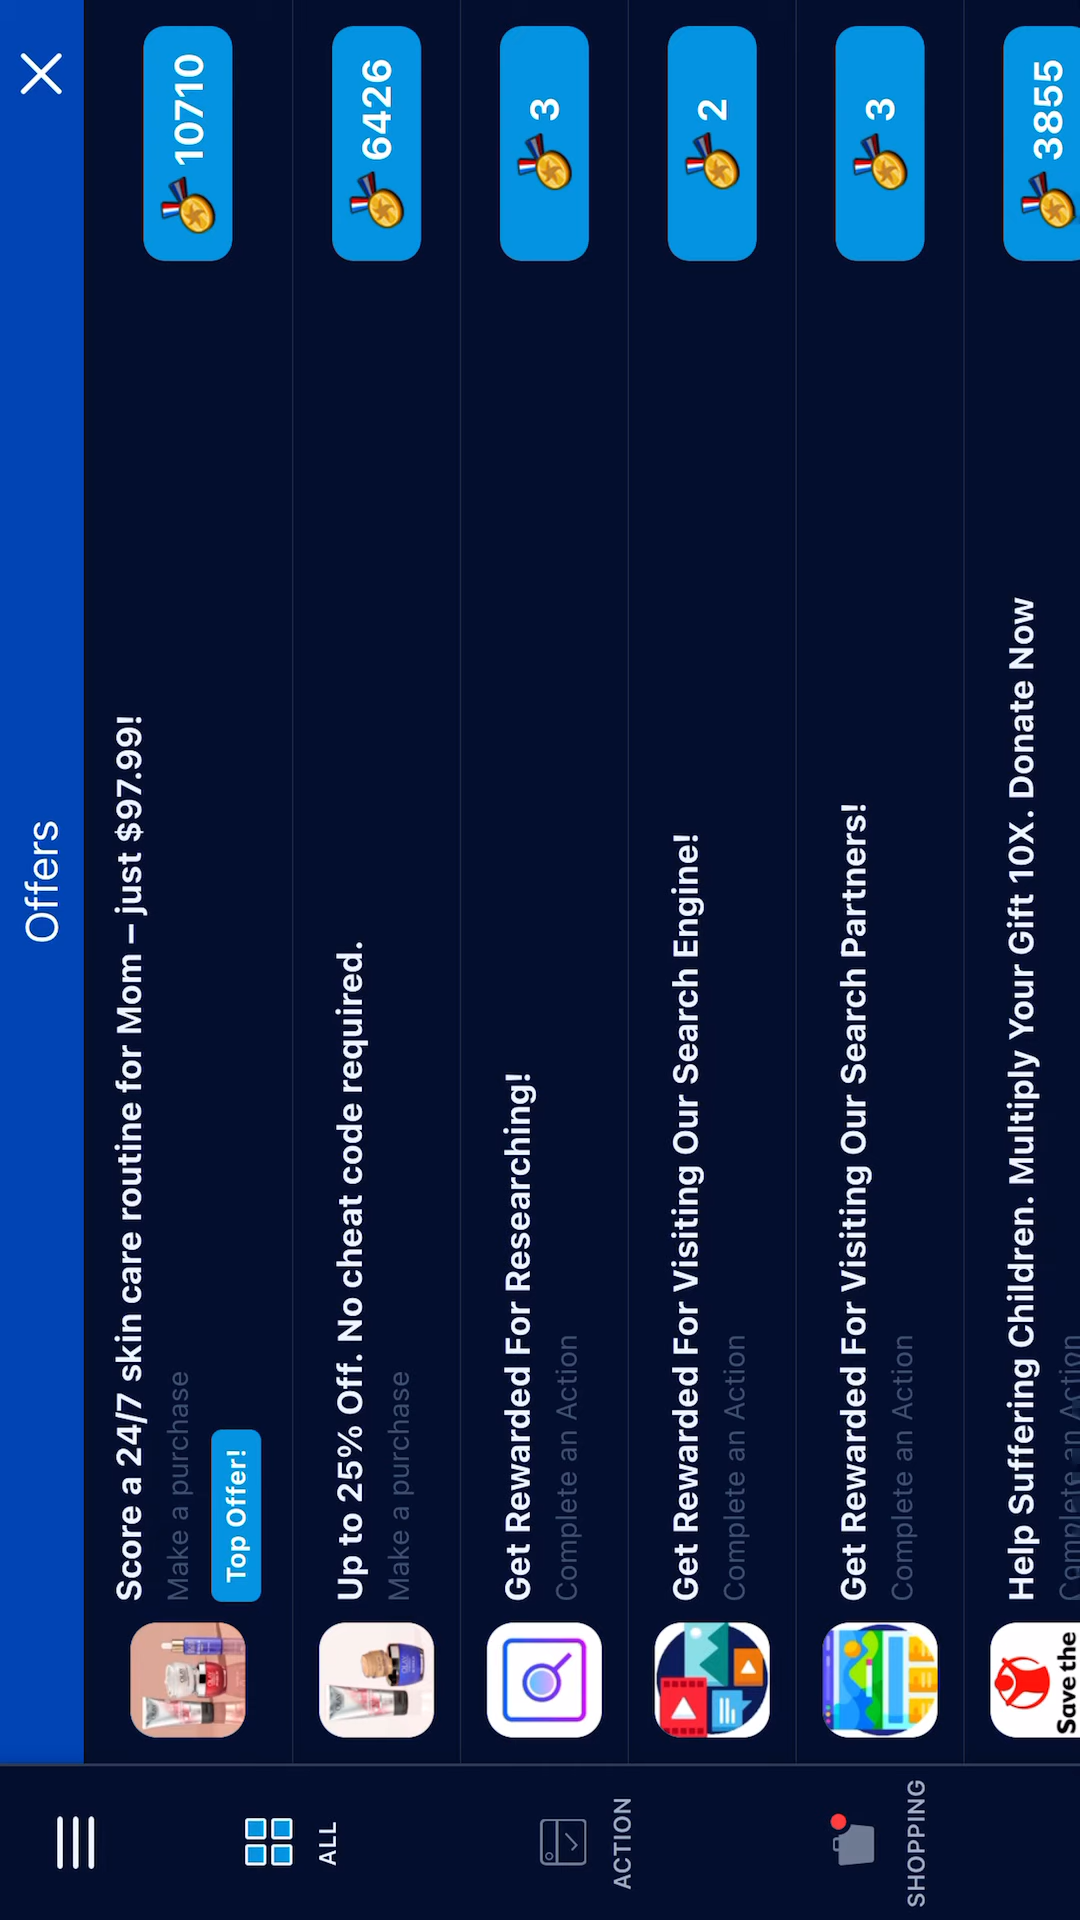 Offers
ALL
ACTION
SHOPPING
Score a 24/7 skin care routine for Mom – just $97.99!
Make a purchase
Top Offer!
10710
Up to 25% Off. No cheat code required.
Make a purchase
6426
Get Rewarded For Researching!
Complete an Action
3
Get Rewarded For Visiting Our Search Engine!
Complete an Action
2
Get Rewarded For Visiting Our Search Partners!
Complete an Action
3
Help Suffering Children. Multiply Your Gift 10X. Donate Now
Complete an Action
3855
Save the